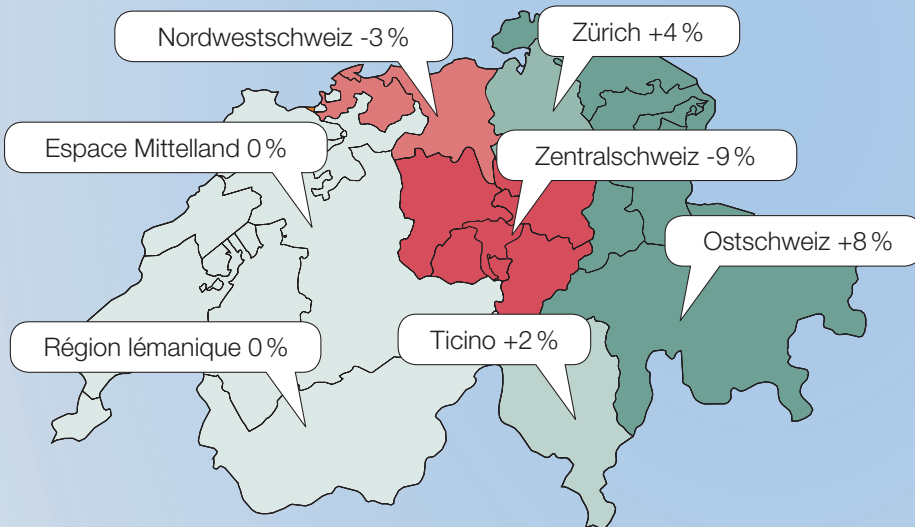 Nordwestschweiz -3 %
Zürich +4 %
Espace Mittelland 0 %
Zentralschweiz -9 %
Ostschweiz +8 %
Région lémanique 0 %
Ticino +2 %